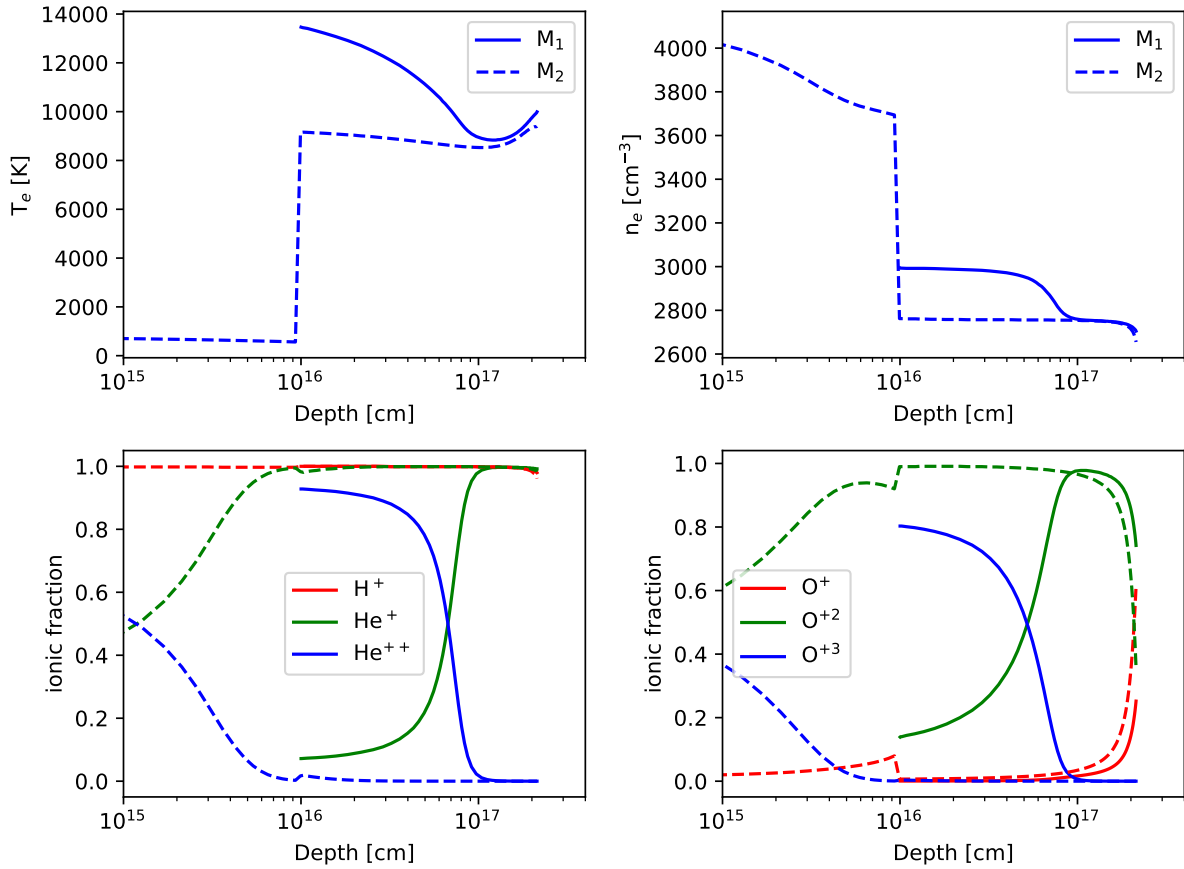 14000
12000
10000
8000
6000
4000
2000
0
T_e [K]
M_1
M_2
10^15
10^16
10^17
Depth [cm]
4000
3800
3600
3400
3200
3000
2800
2600
n_e [cm^−3]
M_1
M_2
10^15
10^16
10^17
Depth [cm]
1.0
0.8
0.6
0.4
0.2
0.0
ionic fraction
H^+
He^+
He^++
10^15
10^16
10^17
Depth [cm]
1.0
0.8
0.6
0.4
0.2
0.0
ionic fraction
O^+
O^+2
O^+3
10^15
10^16
10^17
Depth [cm]